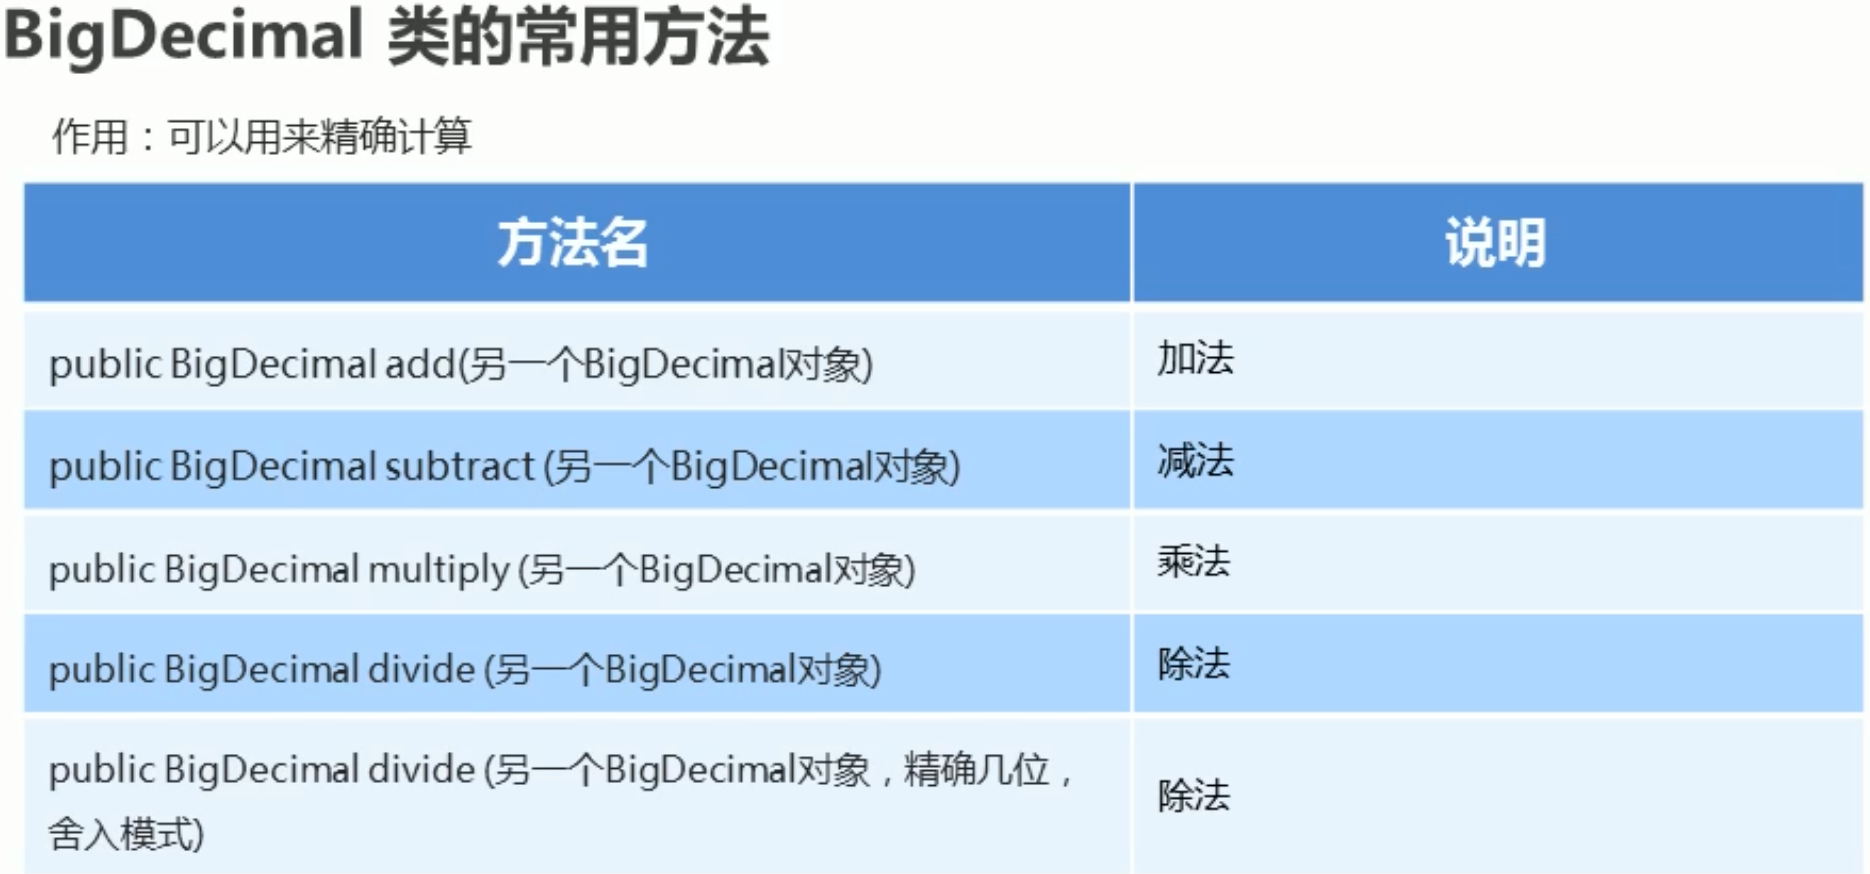 BigDecimal 类的常用方法
作用：可以用来精确计算
方法名 说明
public BigDecimal add(另一个BigDecimal对象) 加法
public BigDecimal subtract (另一个BigDecimal对象) 减法
public BigDecimal multiply (另一个BigDecimal对象) 乘法
public BigDecimal divide (另一个BigDecimal对象) 除法
public BigDecimal divide (另一个BigDecimal对象，精确几位，
舍入模式) 除法